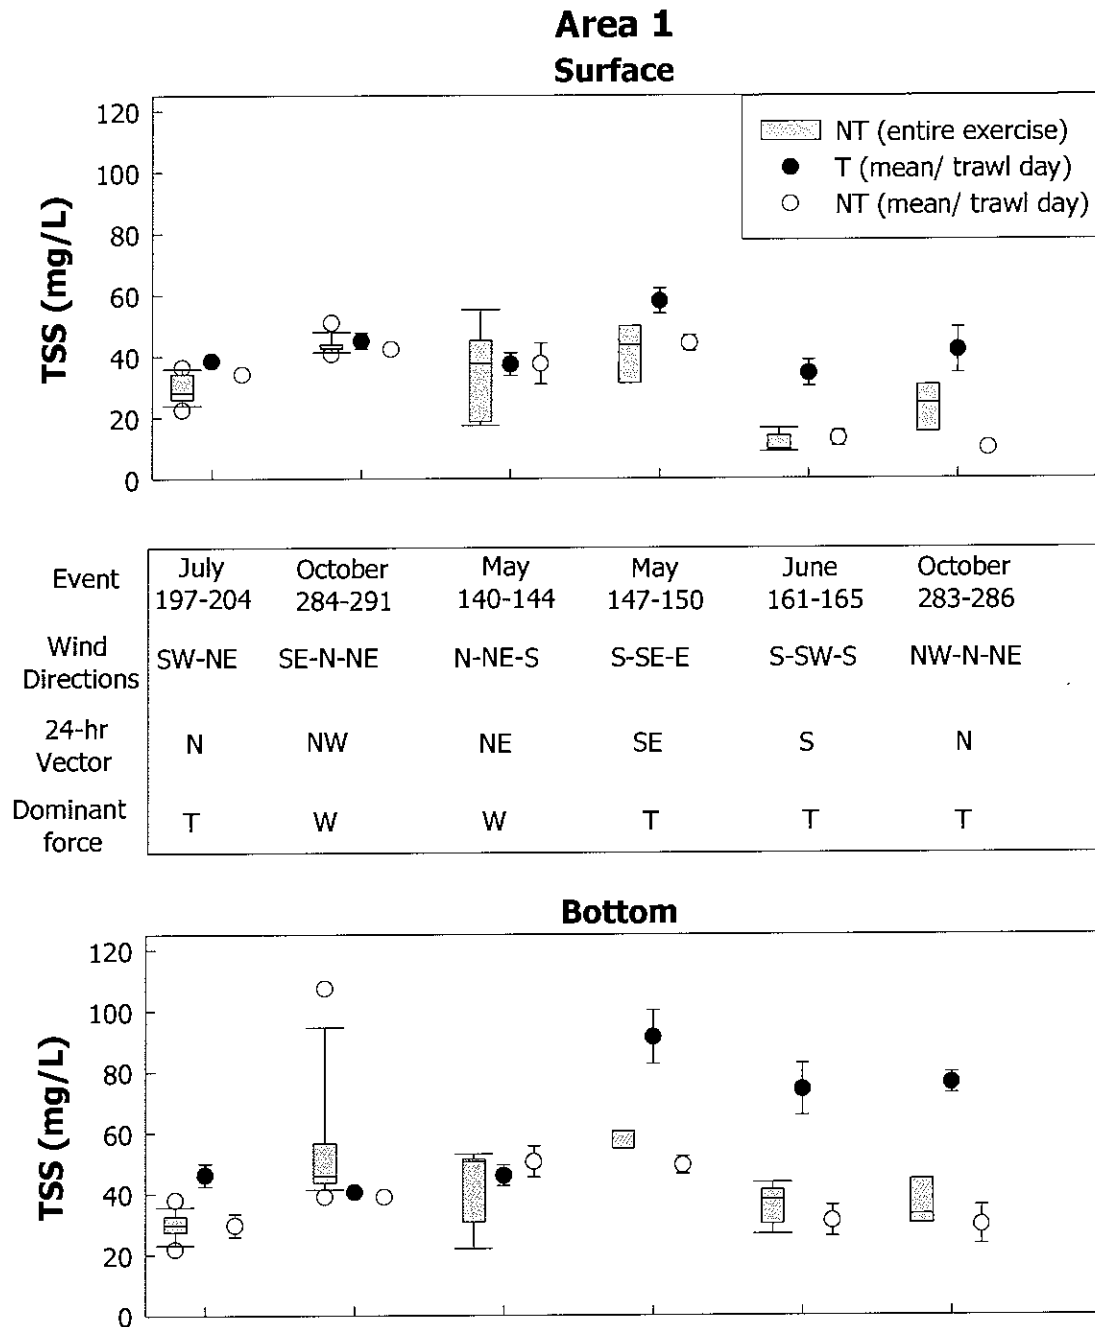 Area 1
Surface
TSS (mg/L)
120
100
80
60
40
20
0
NT (entire exercise)
T (mean/ trawl day)
NT (mean/ trawl day)
Event
July October May May June October
197-204 284-291 140-144 147-150 161-165 283-286
Wind
Directions
SW-NE SE-N-NE N-NE-S S-SE-E S-SW-S NW-N-NE
24-hr
Vector
N NW NE SE S N
Dominant
force
T W W T T T
Bottom
TSS (mg/L)
120
100
80
60
40
20
0